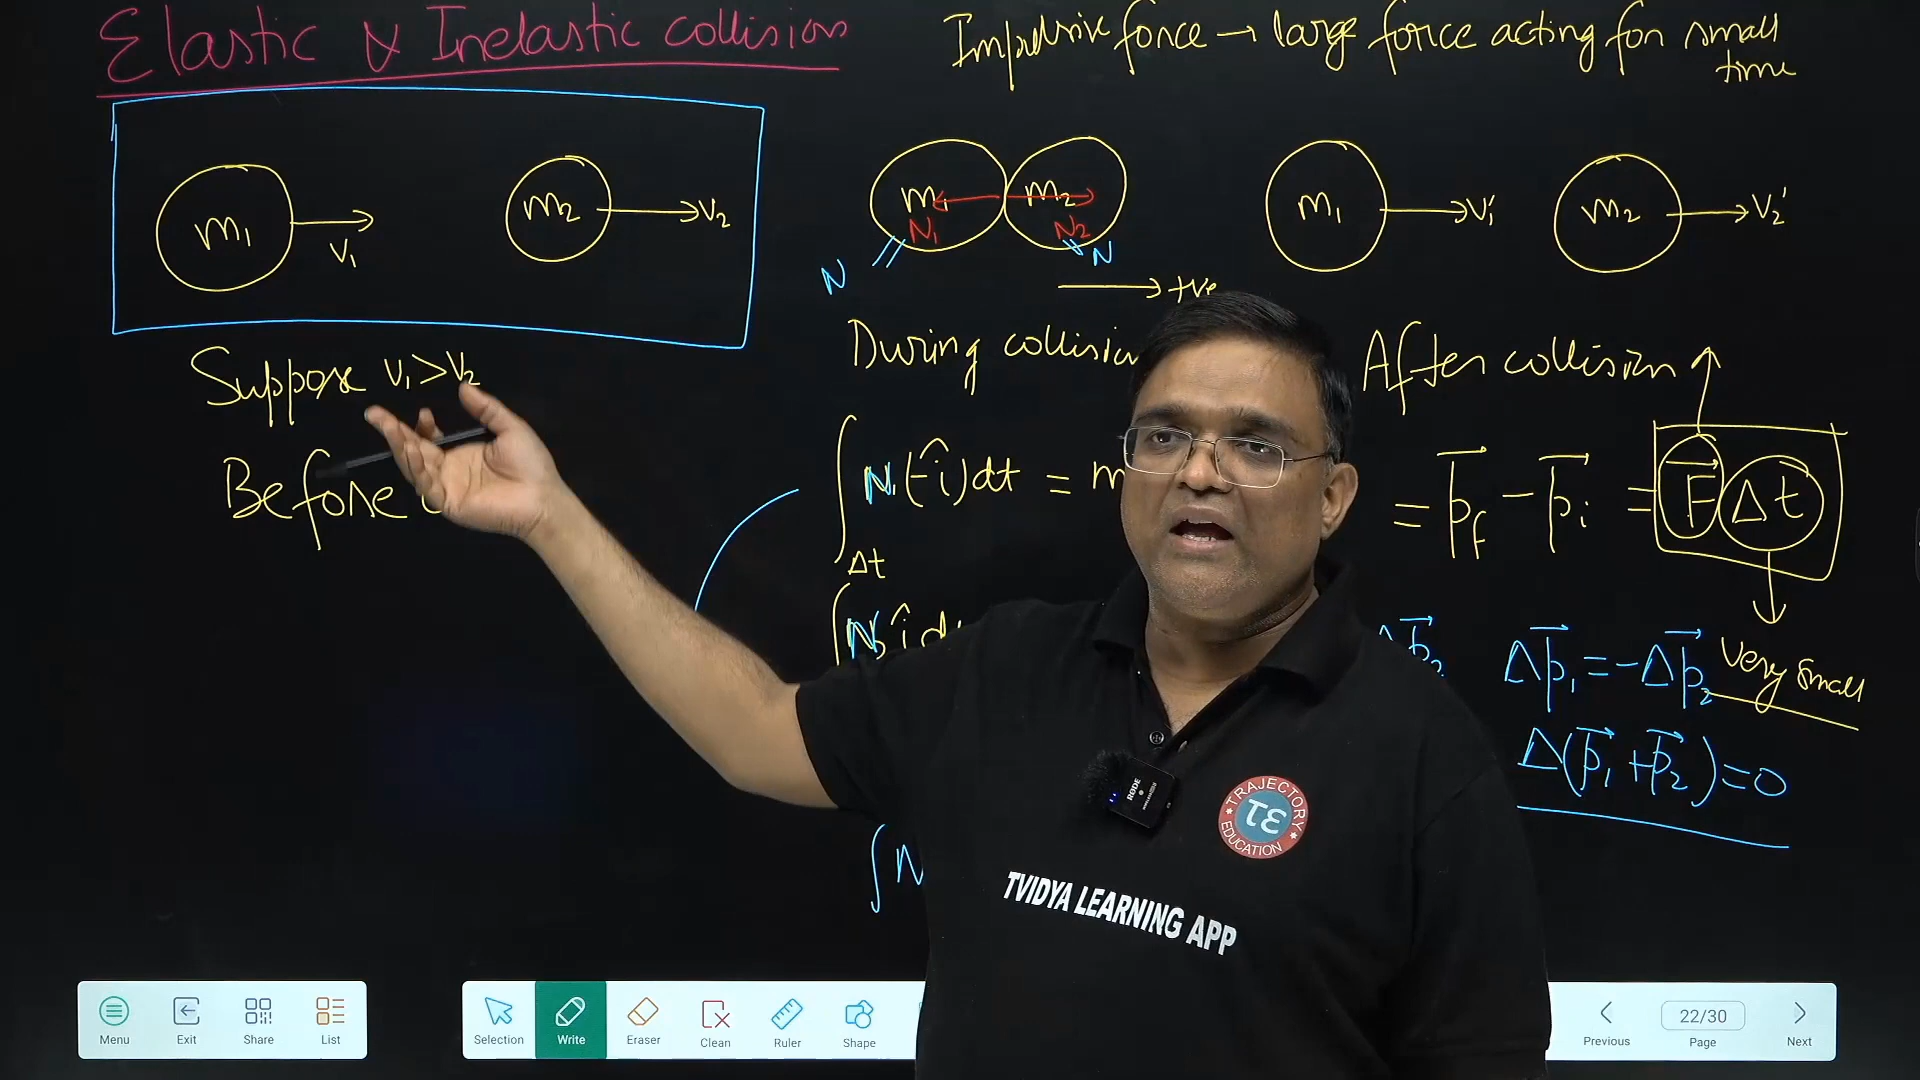 Elastic & Inelastic collision
Impulsive force → large force acting for small
time
m₁
v₁
m₂
v₂
m₁
m₂
N₁
N₂
N
N
→ +ve
m₁
v₁'
m₂
v₂'
Suppose v₁ > v₂
Before
During collision
After collision
∫ N₁(-î)dt = m
Δt
= p⃗f − p⃗i = F⃗ Δt
very small
Δp⃗₁ = −Δp⃗₂
Δ(p⃗₁ + p⃗₂) = 0
∫ N
RODE
TRAJECTORY
EDUCATION
TE
TVIDYA LEARNING APP
Menu
Exit
Share
List
Selection
Write
Eraser
Clean
Ruler
Shape
Previous
22/30
Page
Next